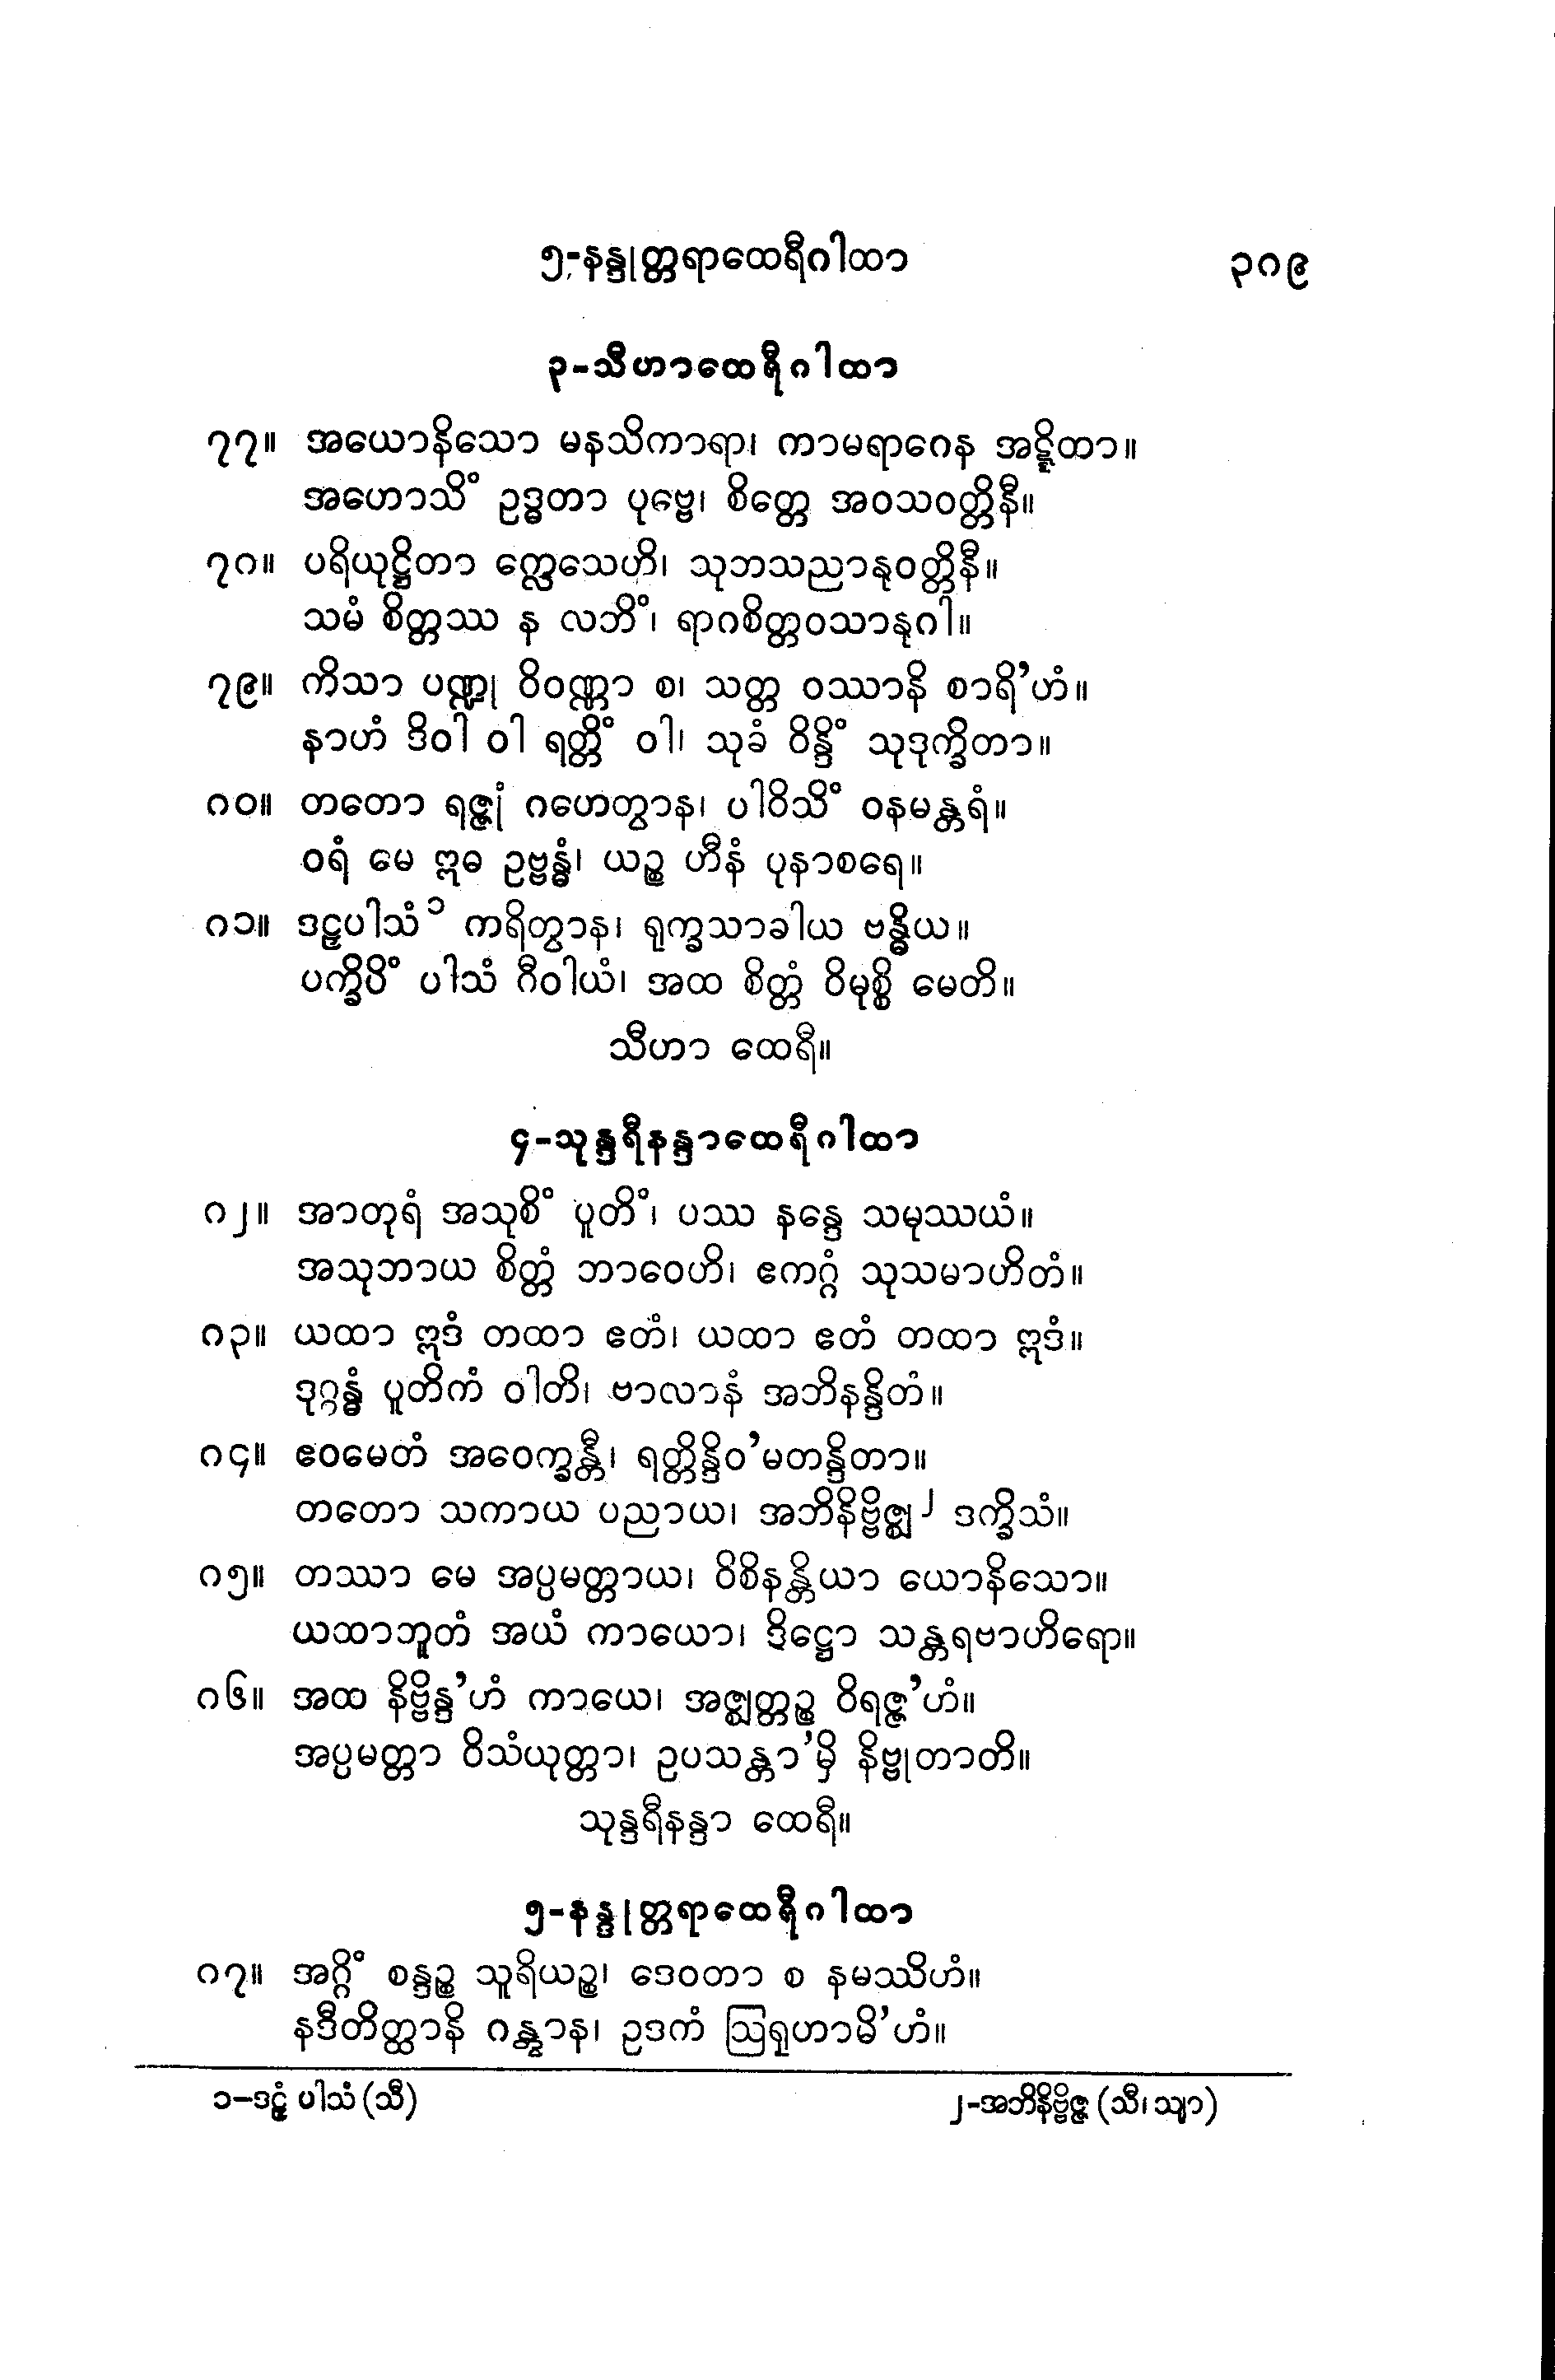 ၅-နန္ဒုတ္တရာထေရီဂါထာ ၃၈၉
၃-သီဟာထေရီဂါထာ
၇၇။ အယောနိသော မနသိကာရာ၊ ကာမရာဂေန အဋ္ဋိတာ။
အဟောသိံ ဥဒ္ဓတာ ပုဗ္ဗေ၊ စိတ္တေ အဝသဝတ္တိနီ။
၇၈။ ပရိယုဋ္ဌိတာ က္လေသေဟိ၊ သုဘသညာနုဝတ္တိနီ။
သမံ စိတ္တဿ န လဘိံ၊ ရာဂစိတ္တဝသာနုဂါ။
၇၉။ ကိသာ ပဏ္ဍု ဝိဝဏ္ဏာ စ၊ သတ္တ ဝဿာနိ စာရိ’ဟံ။
နာဟံ ဒိဝါ ဝါ ရတ္တိံ ဝါ၊ သုခံ ဝိန္ဒိံ သုဒုက္ခိတာ။
၈၀။ တတော ရဇ္ဇုံ ဂဟေတွာန၊ ပါဝိသိံ ဝနမန္တရံ။
ဝရံ မေ ဣဓ ဥဗ္ဗန္ဓံ၊ ယဉ္စ ဟီနံ ပုနာစရေ။
၈၁။ ဒဠှပါသံ ၁ ကရိတွာန၊ ရုက္ခသာခါယ ဗန္ဓိယ။
ပက္ခိပိံ ပါသံ ဂီဝါယံ၊ အထ စိတ္တံ ဝိမုစ္စိ မေတိ။
သီဟာ ထေရီ။
၄-သုန္ဒရီနန္ဒာထေရီဂါထာ
၈၂။ အာတုရံ အသုစိံ ပူတိံ၊ ပဿ နန္ဒေ သမုဿယံ။
အသုဘာယ စိတ္တံ ဘာဝေဟိ၊ ဧကဂ္ဂံ သုသမာဟိတံ။
၈၃။ ယထာ ဣဒံ တထာ ဧတံ၊ ယထာ ဧတံ တထာ ဣဒံ။
ဒုဂ္ဂန္ဓံ ပူတိကံ ဝါတိ၊ ဗာလာနံ အဘိနန္ဒိတံ။
၈၄။ ဧဝမေတံ အဝေက္ခန္တီ၊ ရတ္တိန္ဒိဝ’မတန္ဒိတာ။
တတော သကာယ ပညာယ၊ အဘိနိဗ္ဗိဇ္ဈ ၂ ဒက္ခိသံ။
၈၅။ တဿာ မေ အပ္ပမတ္တာယ၊ ဝိစိနန္တိယာ ယောနိသော။
ယထာဘူတံ အယံ ကာယော၊ ဒိဋ္ဌော သန္တရဗာဟိရော။
၈၆။ အထ နိဗ္ဗိန္ဒ’ဟံ ကာယေ၊ အဇ္ဈတ္တဉ္စ ဝိရဇ္ဇ’ဟံ။
အပ္ပမတ္တာ ဝိသံယုတ္တာ၊ ဥပသန္တာ’မှိ နိဗ္ဗုတာတိ။
သုန္ဒရီနန္ဒာ ထေရီ။
၅-နန္ဒုတ္တရာထေရီဂါထာ
၈၇။ အဂ္ဂိံ စန္ဒဉ္စ သူရိယဉ္စ၊ ဒေဝတာ စ နမဿိဟံ။
နဒီတိတ္ထာနိ ဂန္တွာန၊ ဥဒကံ ဩရုဟာမိ’ဟံ။
၁-ဒဠှံ ပါသံ (သီ) ၂-အဘိနိဗ္ဗိဇ္ဇ (သီ၊ သျာ)